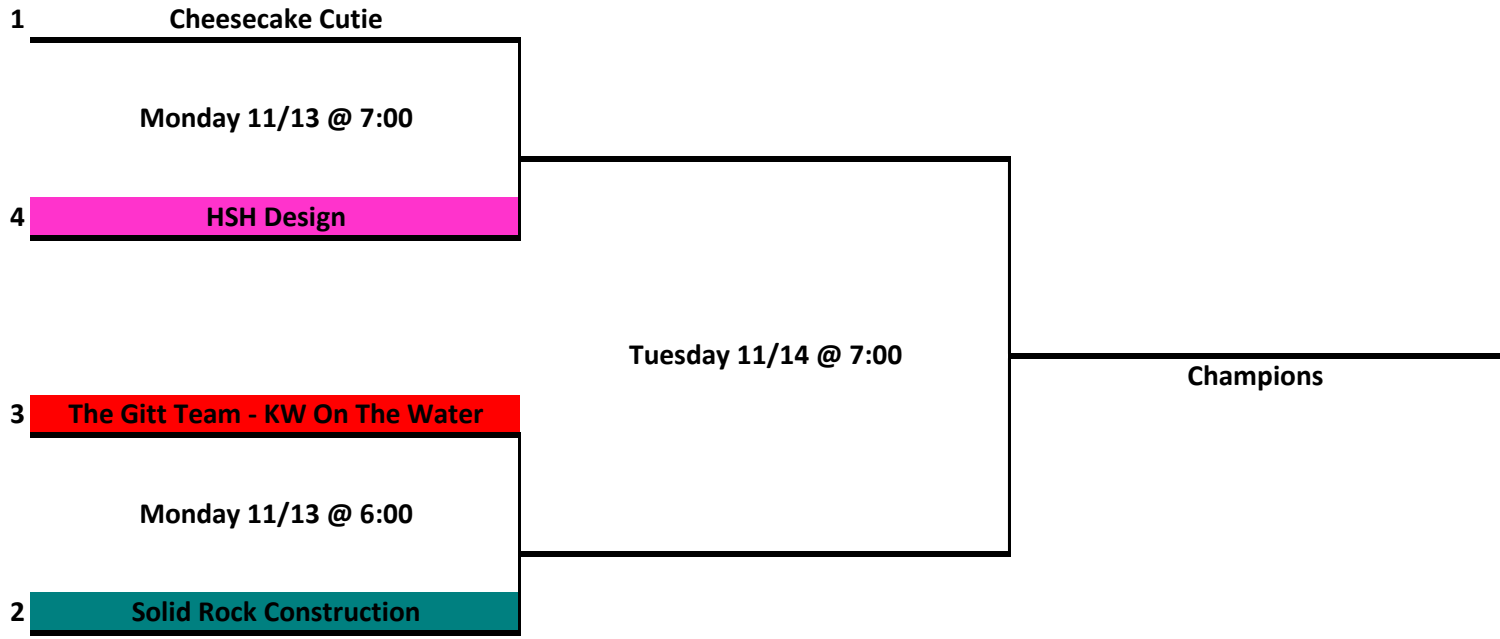 1 Cheesecake Cutie
Monday 11/13 @ 7:00
4 HSH Design
Tuesday 11/14 @ 7:00
Champions
3 The Gitt Team - KW On The Water
Monday 11/13 @ 6:00
2 Solid Rock Construction